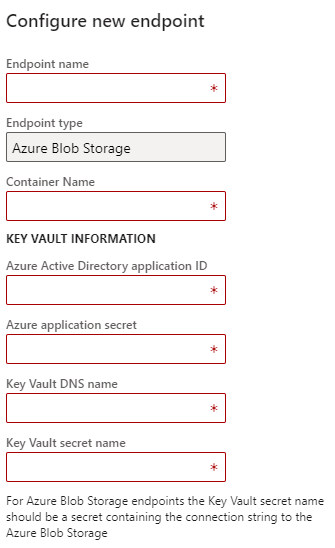 Configure new endpoint
Endpoint name
*
Endpoint type
Azure Blob Storage
Container Name
*
KEY VAULT INFORMATION
Azure Active Directory application ID
*
Azure application secret
*
Key Vault DNS name
*
Key Vault secret name
*
For Azure Blob Storage endpoints the Key Vault secret name
should be a secret containing the connection string to the
Azure Blob Storage